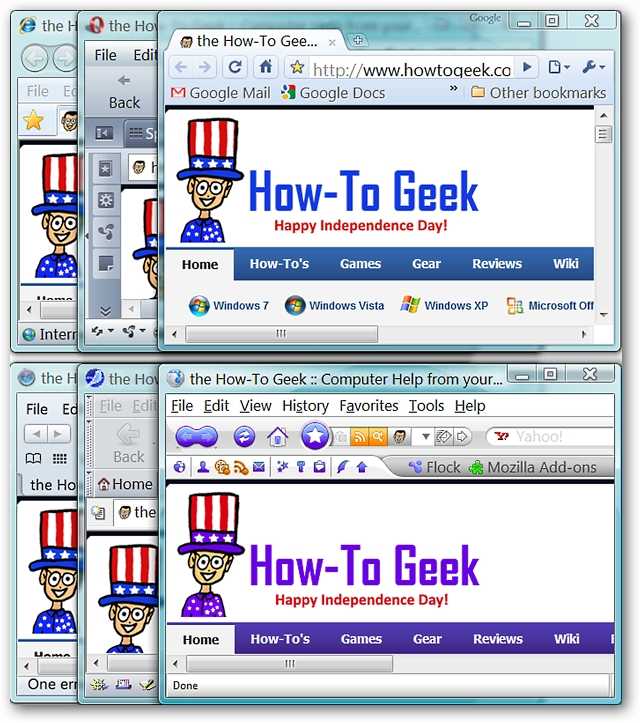 the
the Ho
Google
File Edit
the How-To Gee...
Back
http://www.howtogeek.co
File
Google Mail Google Docs » Other bookmarks
Sp
h
How-To Geek
Happy Independence Day!
Home How-To's Games Gear Reviews Wiki
Windows 7 Windows Vista Windows XP Microsoft Off
Home
Intern
the H
the How
the How-To Geek :: Computer Help from your...
File
File Edit
File Edit View History Favorites Tools Help
Back
Yahoo!
the Ho
Home
Flock Mozilla Add-ons
the
How-To Geek
Happy Independence Day!
Home How-To's Games Gear Reviews Wiki
One err
Done